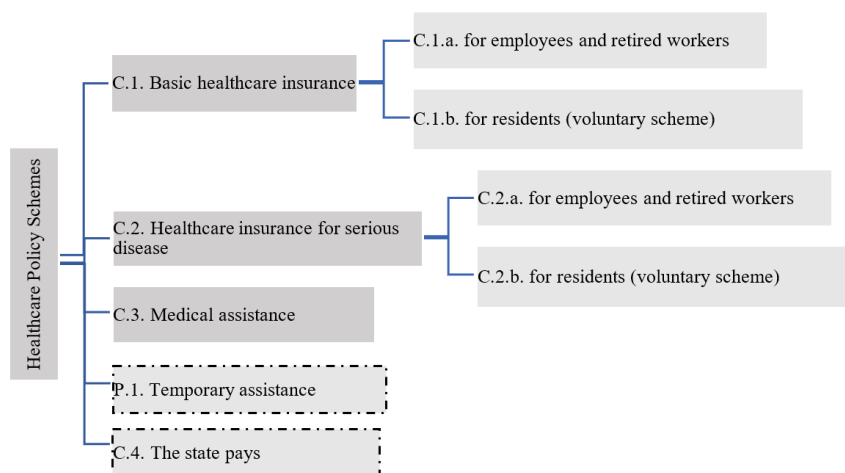 Healthcare Policy Schemes
C.1. Basic healthcare insurance
C.1.a. for employees and retired workers
C.1.b. for residents (voluntary scheme)
C.2. Healthcare insurance for serious
disease
C.2.a. for employees and retired workers
C.2.b. for residents (voluntary scheme)
C.3. Medical assistance
P.1. Temporary assistance
C.4. The state pays